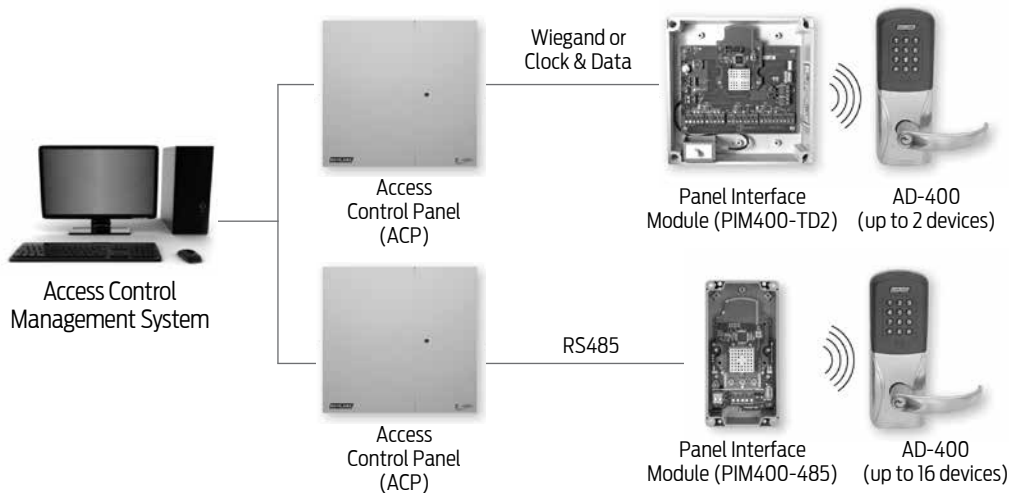 Wiegand or
Clock & Data
Access
Control Panel
(ACP)
Panel Interface
Module (PIM400-TD2)
AD-400
(up to 2 devices)
Access Control
Management System
RS485
Access
Control Panel
(ACP)
Panel Interface
Module (PIM400-485)
AD-400
(up to 16 devices)